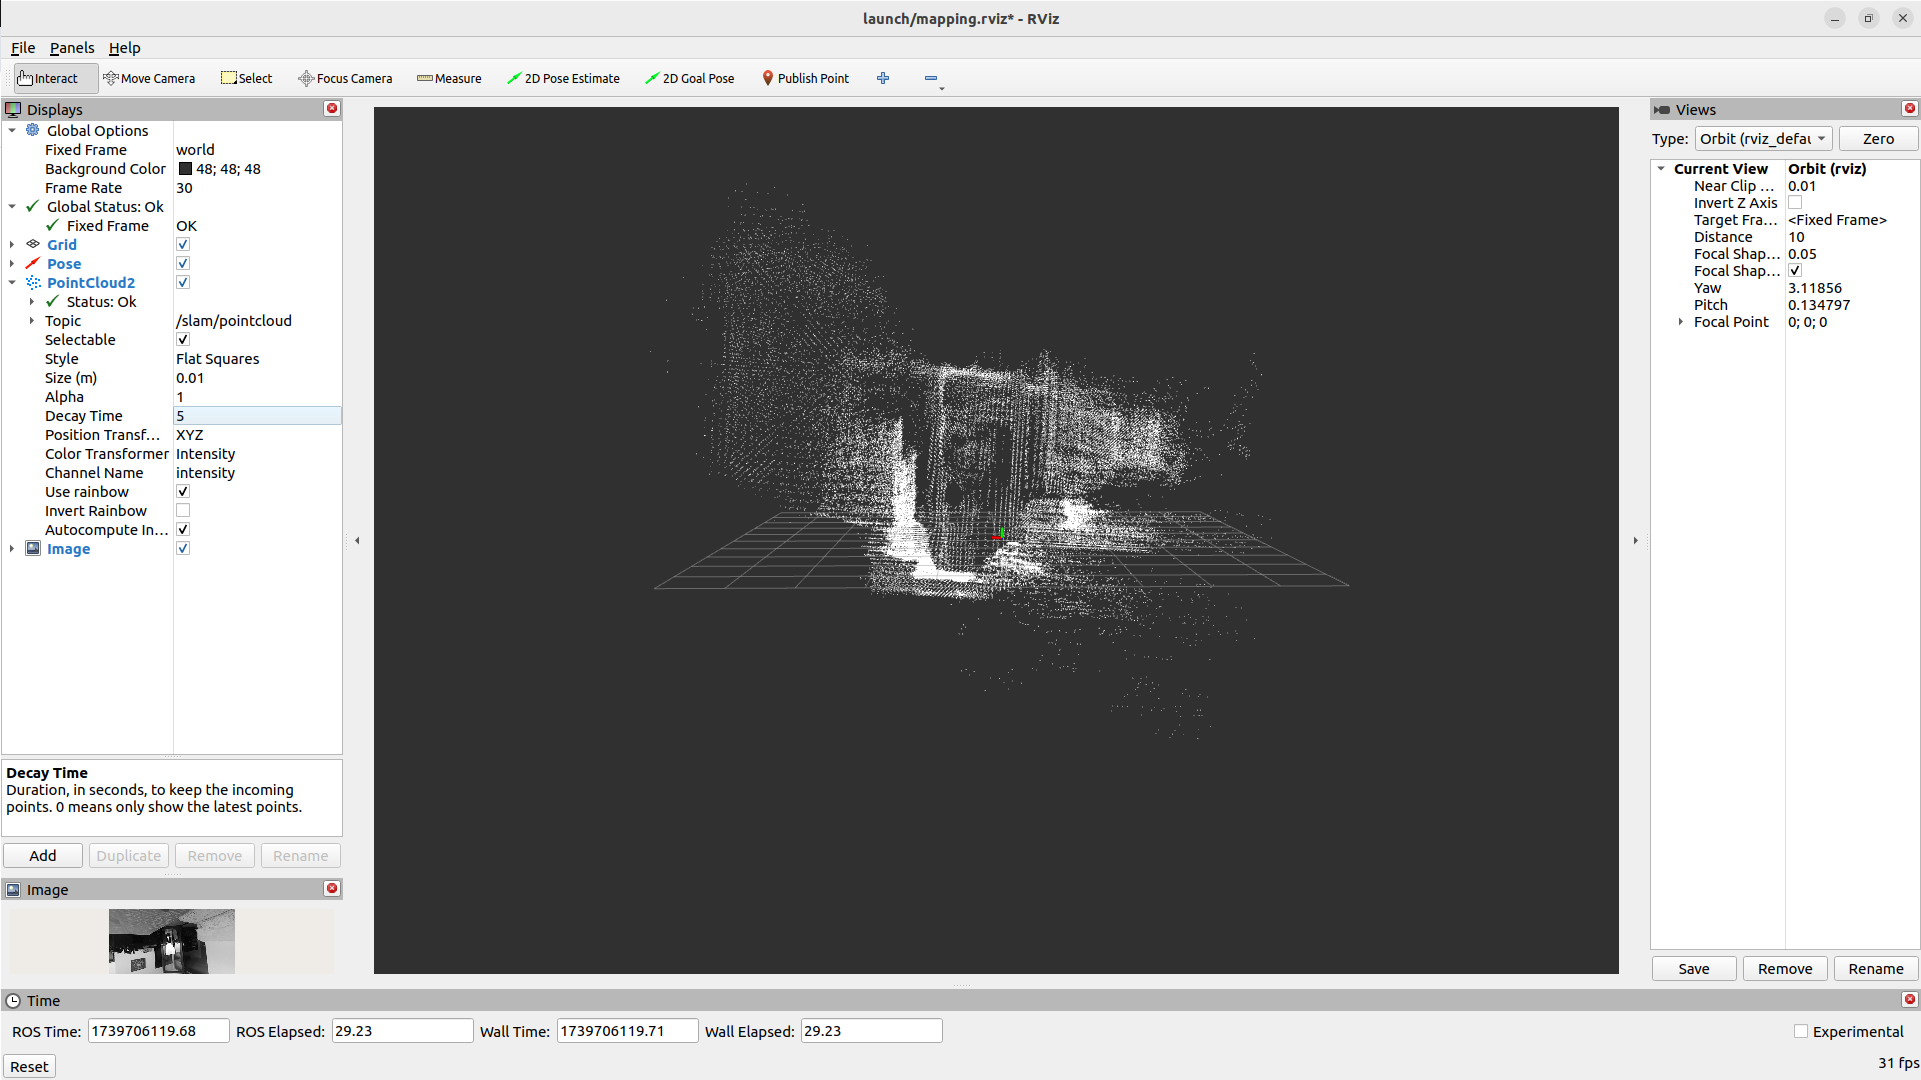 launch/mapping.rviz* - RViz
File Panels Help
Interact Move Camera Select Focus Camera Measure 2D Pose Estimate 2D Goal Pose Publish Point
Displays
Global Options
Fixed Frame world
Background Color 48; 48; 48
Frame Rate 30
Global Status: Ok
Fixed Frame OK
Grid
Pose
PointCloud2
Status: Ok
Topic /slam/pointcloud
Selectable
Style Flat Squares
Size (m) 0.01
Alpha 1
Decay Time 5
Position Transf... XYZ
Color Transformer Intensity
Channel Name intensity
Use rainbow
Invert Rainbow
Autocompute In...
Image
Decay Time
Duration, in seconds, to keep the incoming
points. 0 means only show the latest points.
Add Duplicate Remove Rename
Image
Views
Type: Orbit (rviz_defau Zero
Current View Orbit (rviz)
Near Clip ... 0.01
Invert Z Axis
Target Fra... <Fixed Frame>
Distance 10
Focal Shap... 0.05
Focal Shap...
Yaw 3.11856
Pitch 0.134797
Focal Point 0; 0; 0
Save Remove Rename
Time
ROS Time: 1739706119.68 ROS Elapsed: 29.23 Wall Time: 1739706119.71 Wall Elapsed: 29.23 Experimental
Reset 31 fps